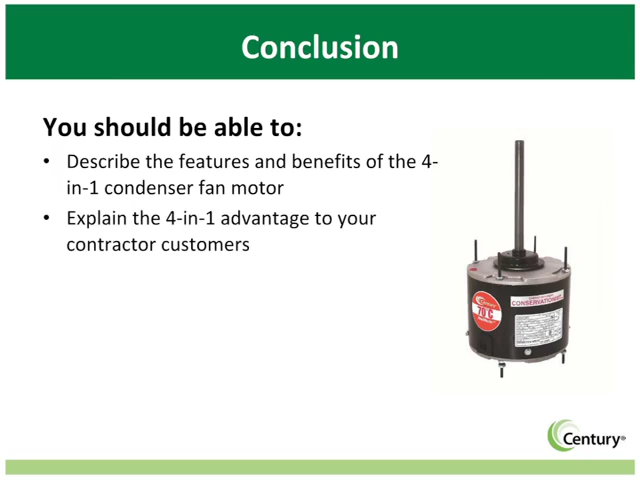 Conclusion
You should be able to:
• Describe the features and benefits of the 4-
in-1 condenser fan motor
• Explain the 4-in-1 advantage to your
contractor customers
CONSERVATIONIST
Century
70°C
Century®